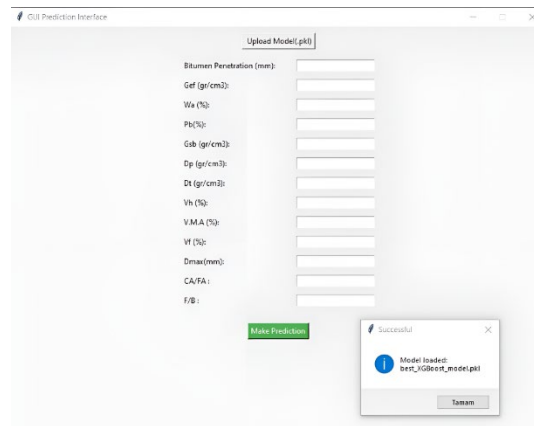 GUI Prediction Interface
Upload Model(.pkl)
Bitumen Penetration (mm):
Gef (gr/cm3):
Wa (%):
Pb(%):
Gsb (gr/cm3):
Dp (gr/cm3):
Dt (gr/cm3):
Vh (%):
V.M.A (%):
Vf (%):
Dmax(mm):
CA/FA :
F/B :
Make Prediction
Successful
Model loaded:
best_XGBoost_model.pkl
Tamam